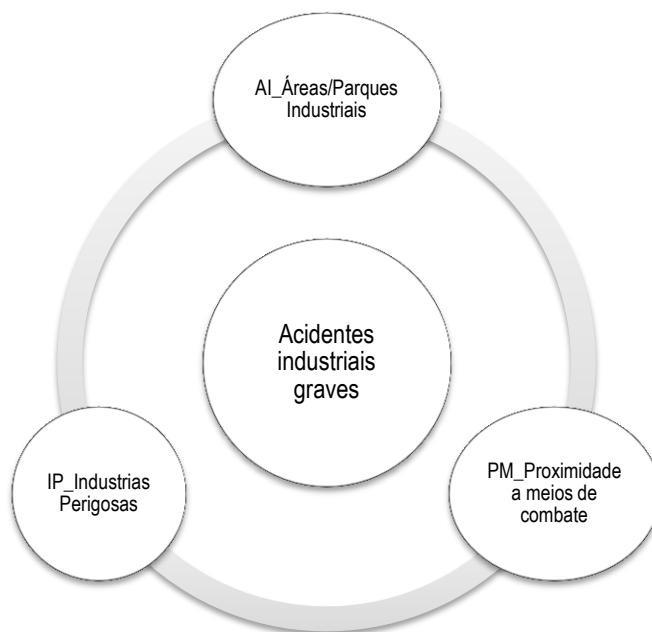 AI_Áreas/Parques
Industriais
Acidentes
industriais
graves
IP_Industrias
Perigosas
PM_Proximidade
a meios de
combate